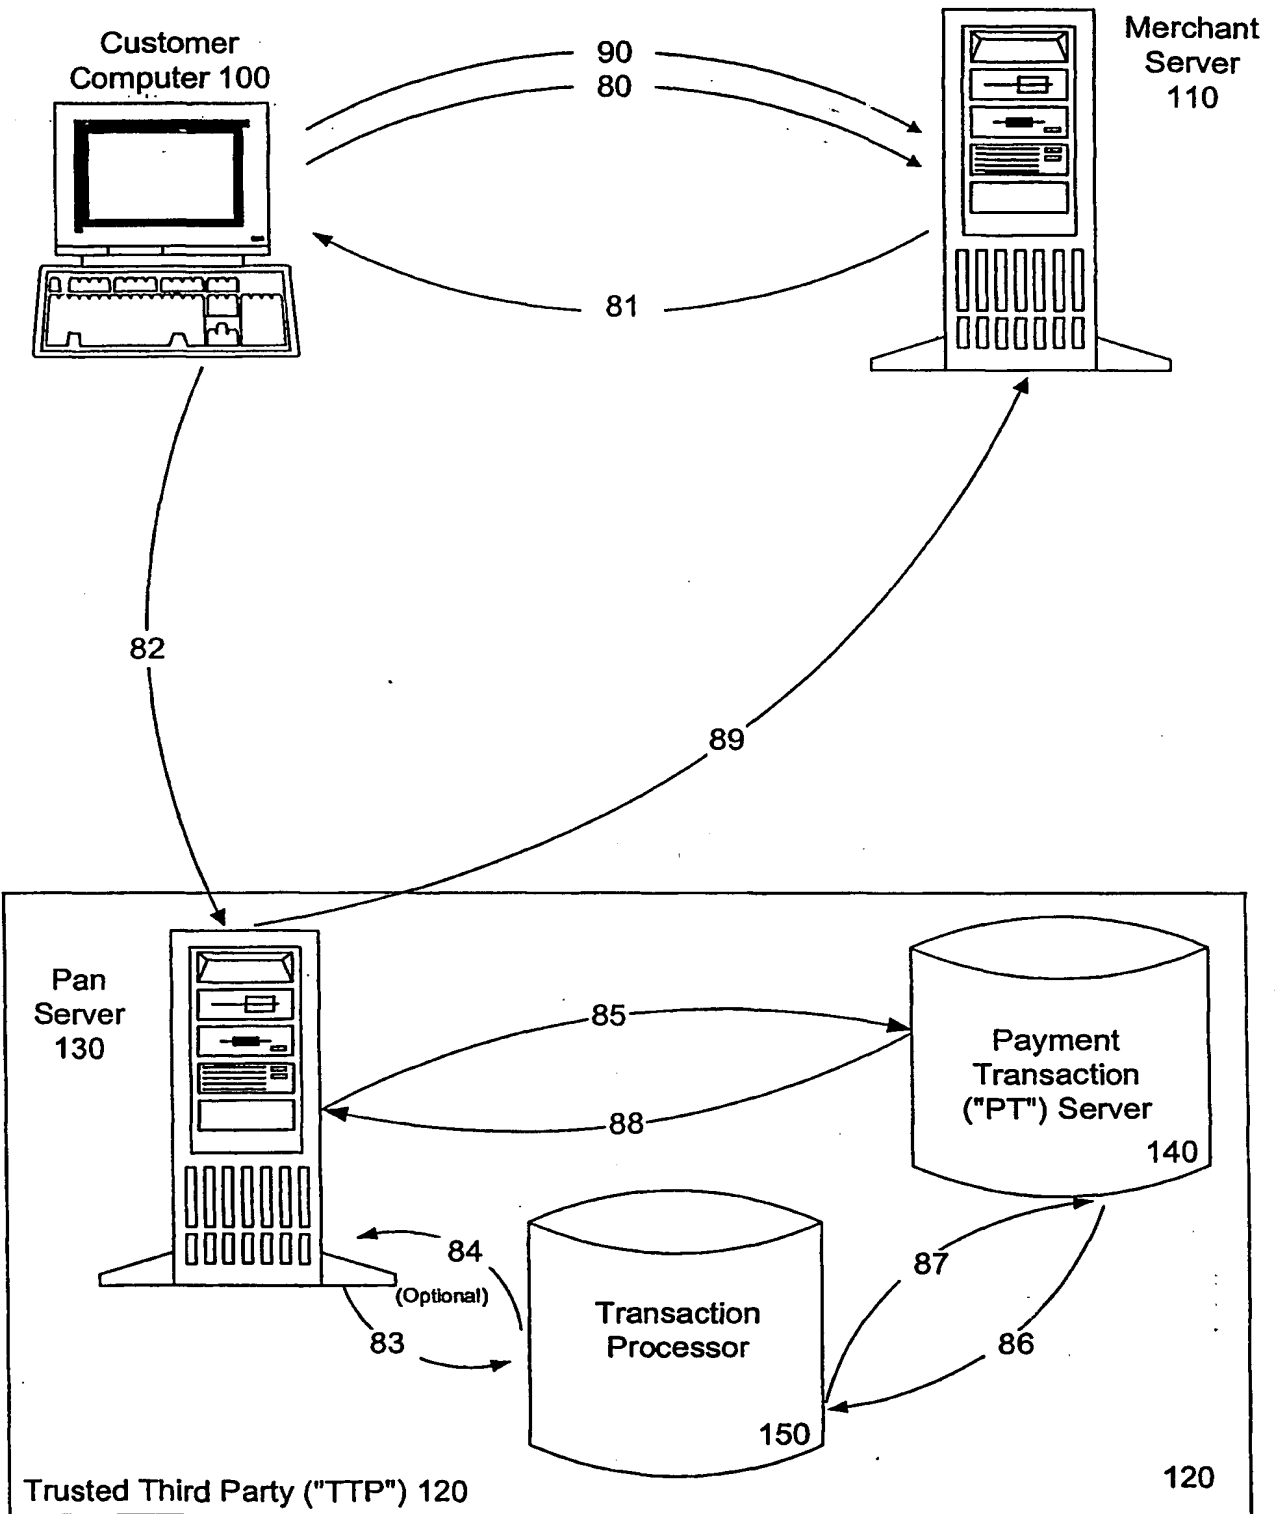 Customer
Computer 100
90
80
Merchant
Server
110
81
82
89
Pan
Server
130
85
88
Payment
Transaction
("PT") Server
140
84
(Optional)
83
Transaction
Processor
150
87
86
Trusted Third Party ("TTP") 120
120